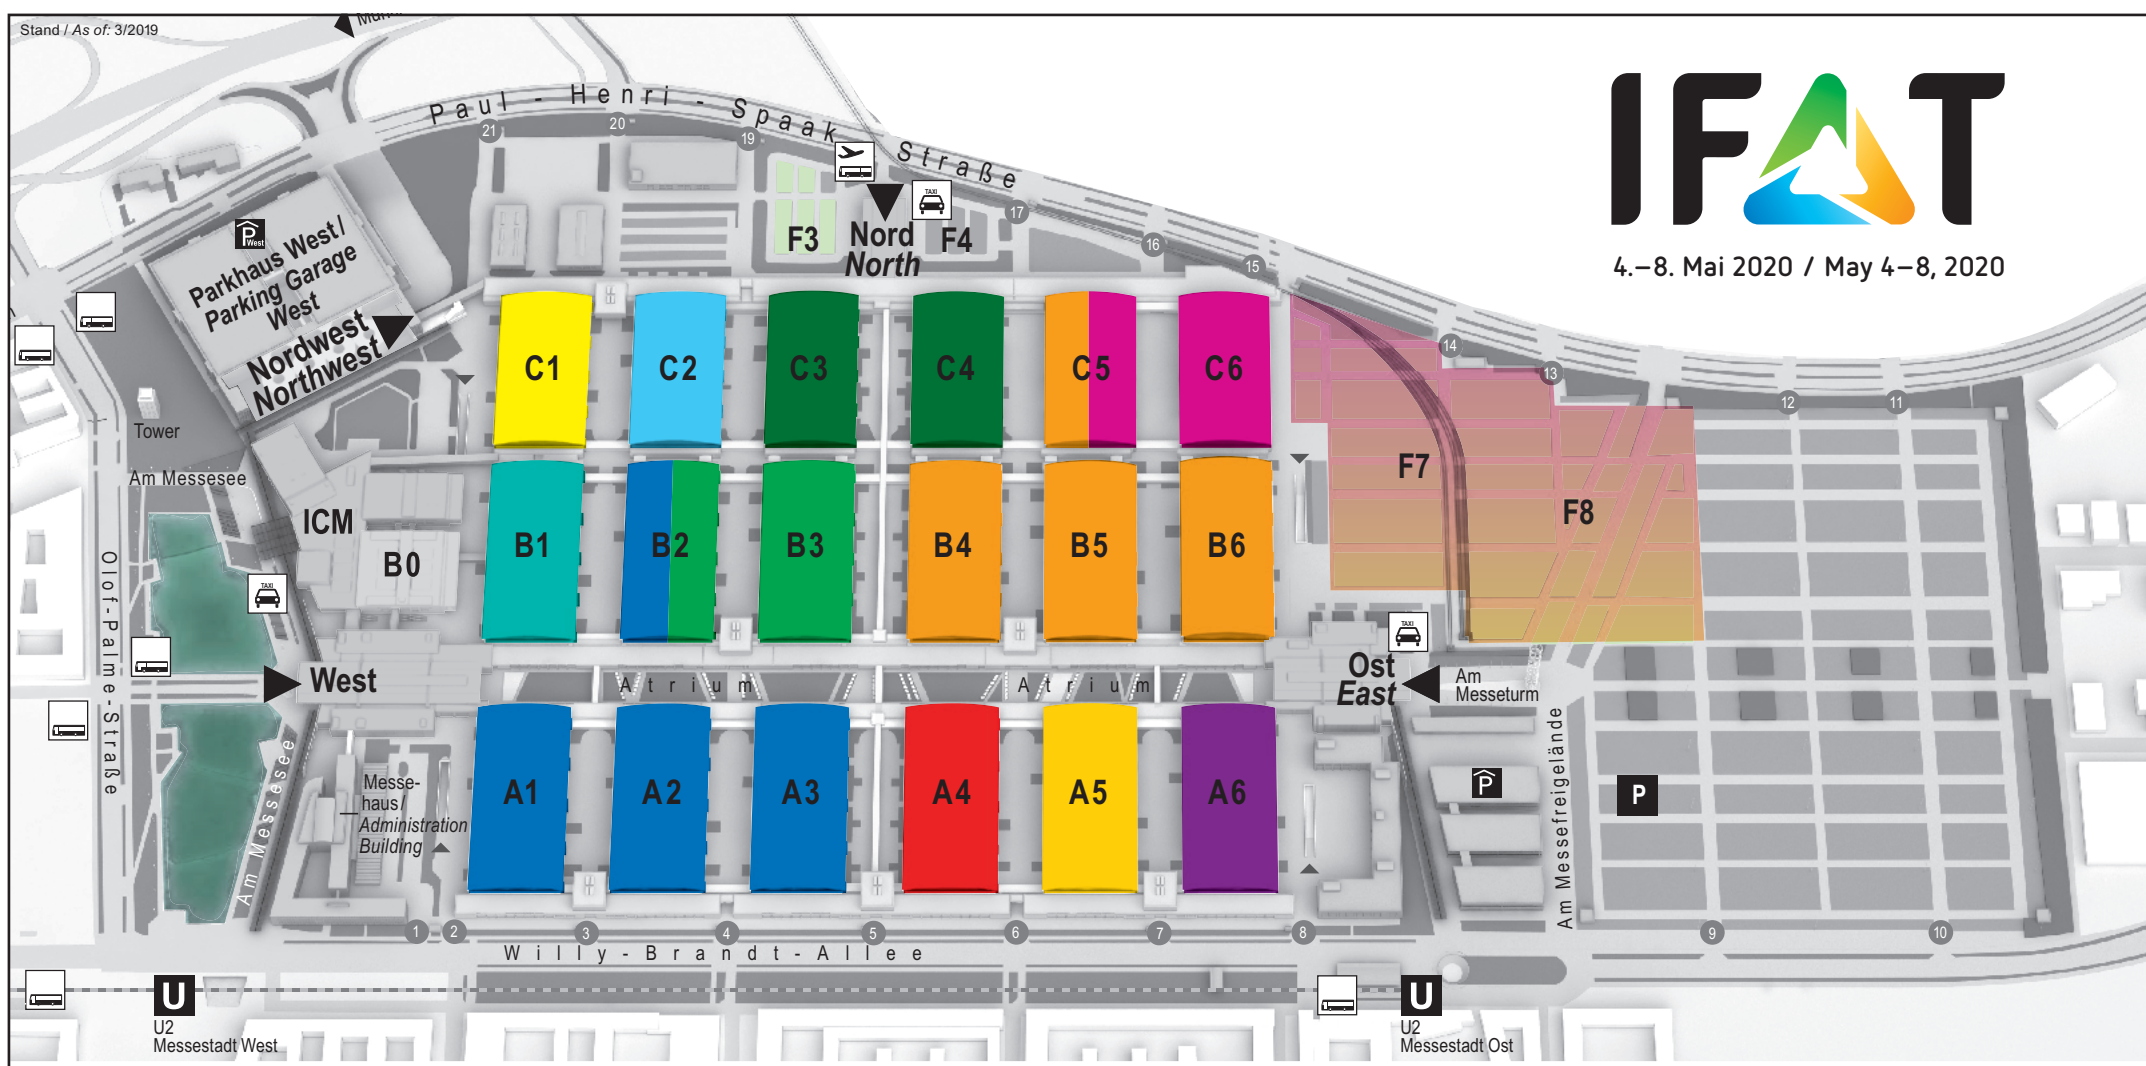 Stand / As of: 3/2019
IFAT
4.–8. Mai 2020 / May 4–8, 2020
Paul - Henri - Spaak Straße
21
20
19
17
16
15
14
13
12
11
TAXI
F3
Nord
North
F4
P
West
Parkhaus West/
Parking Garage
West
Nordwest
Northwest
C1
C2
C3
C4
C5
C6
Tower
Am Messesee
ICM
B0
B1
B2
B3
B4
B5
B6
F7
F8
Olof-Palme-Straße
TAXI
West
Atrium
Atrium
TAXI
Ost
East
Am
Messeturm
A1
A2
A3
A4
A5
A6
Am Messesee
Messe-
haus/
Administration
Building
P
P
Am Messefreigelände
1
2
3
4
5
6
7
8
9
10
Willy-Brandt-Allee
U
U2
Messestadt West
U
U2
Messestadt Ost